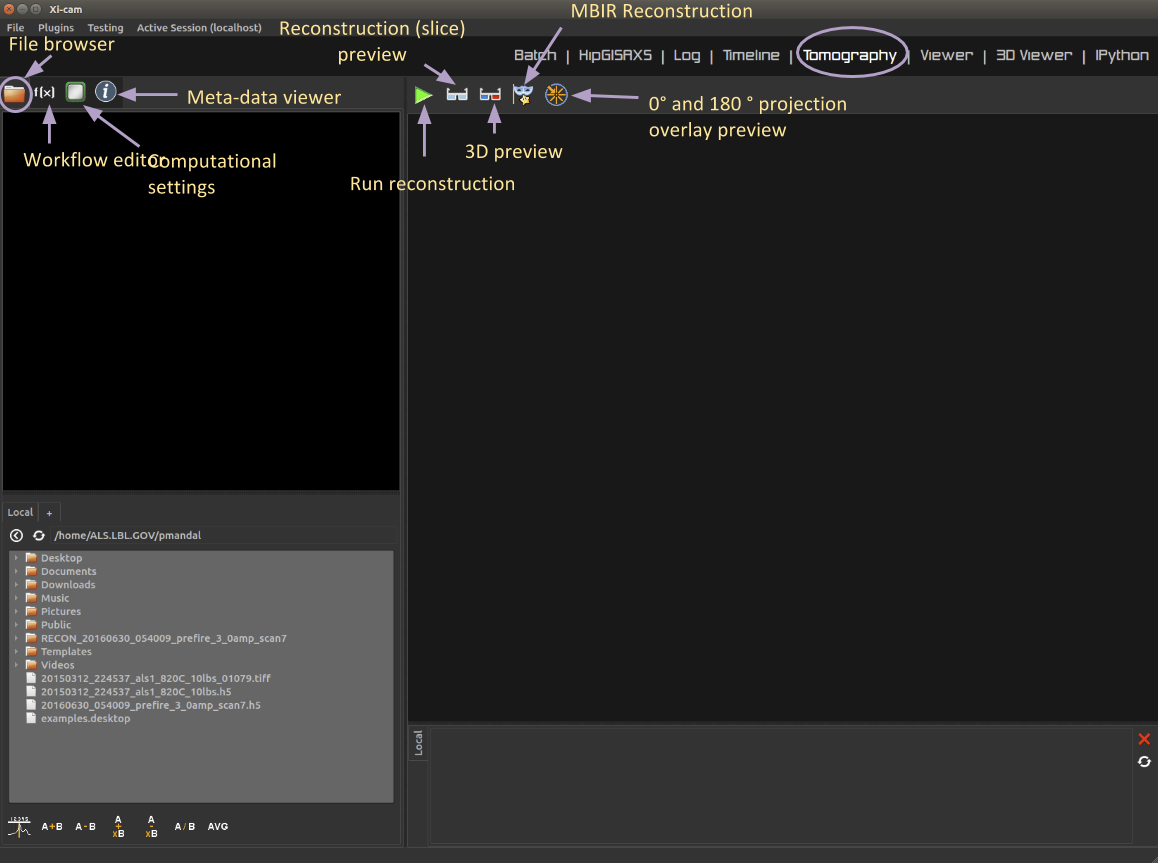 Xi-cam
File Plugins Testing Active Session (localhost)
File browser
Reconstruction (slice)
preview
MBIR Reconstruction
Batch | HipGISAXS | Log | Timeline | Tomography | Viewer | 3D Viewer | IPython
f(x)
i
Meta-data viewer
0° and 180 ° projection
overlay preview
Workflow editor
Computational
settings
3D preview
Run reconstruction
Local +
/home/ALS.LBL.GOV/pmandal
Desktop
Documents
Downloads
Music
Pictures
Public
RECON_20160630_054009_prefire_3_0amp_scan7
Templates
Videos
20150312_224537_als1_820C_10lbs_01079.tiff
20150312_224537_als1_820C_10lbs.h5
20160630_054009_prefire_3_0amp_scan7.h5
examples.desktop
Local
12345 A+B A-B A+xB A-xB A/B AVG